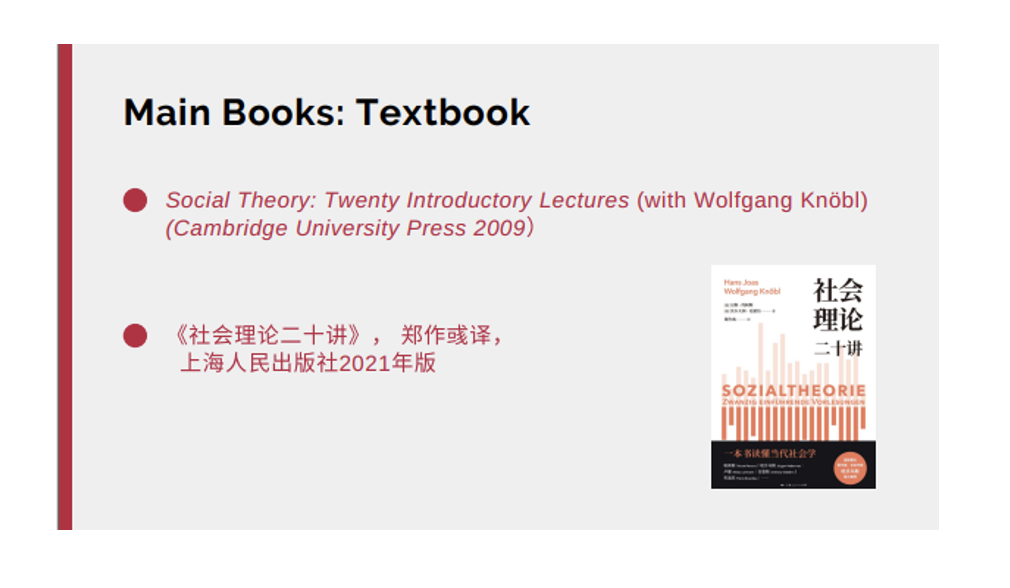 Main Books: Textbook
Social Theory: Twenty Introductory Lectures (with Wolfgang Knöbl)
(Cambridge University Press 2009）
《社会理论二十讲》， 郑作彧译，
上海人民出版社2021年版
Hans Joas
Wolfgang Knöbl
社会
理论
二十讲
SOZIALTHEORIE
ZWANZIG EINFÜHRENDE VORLESUNGEN
一本书读懂当代社会学